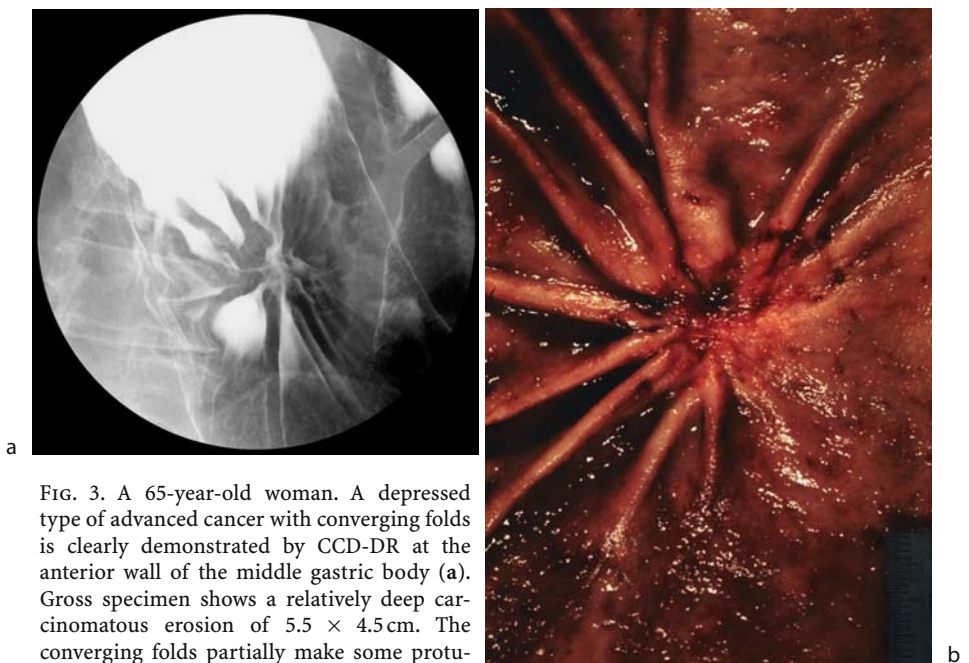 a
b
FIG. 3. A 65-year-old woman. A depressed
type of advanced cancer with converging folds
is clearly demonstrated by CCD-DR at the
anterior wall of the middle gastric body (a).
Gross specimen shows a relatively deep car-
cinomatous erosion of 5.5 × 4.5 cm. The
converging folds partially make some protu-